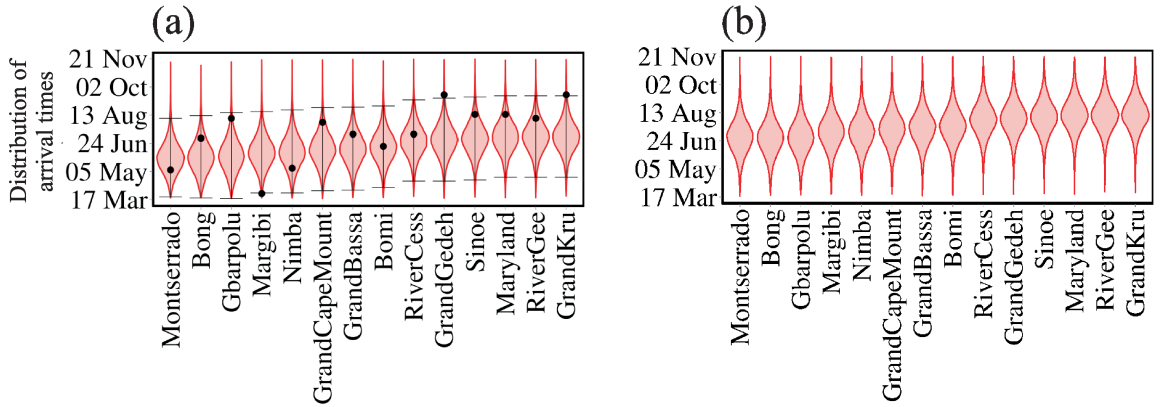 (a)
Distribution of
arrival times
21 Nov
02 Oct
13 Aug
24 Jun
05 May
17 Mar
Montserrado
Bong
Gbarpolu
Margibi
Nimba
GrandCapeMount
GrandBassa
Bomi
RiverCess
GrandGedeh
Sinoe
Maryland
RiverGee
GrandKru
(b)
21 Nov
02 Oct
13 Aug
24 Jun
05 May
17 Mar
Montserrado
Bong
Gbarpolu
Margibi
Nimba
GrandCapeMount
GrandBassa
Bomi
RiverCess
GrandGedeh
Sinoe
Maryland
RiverGee
GrandKru